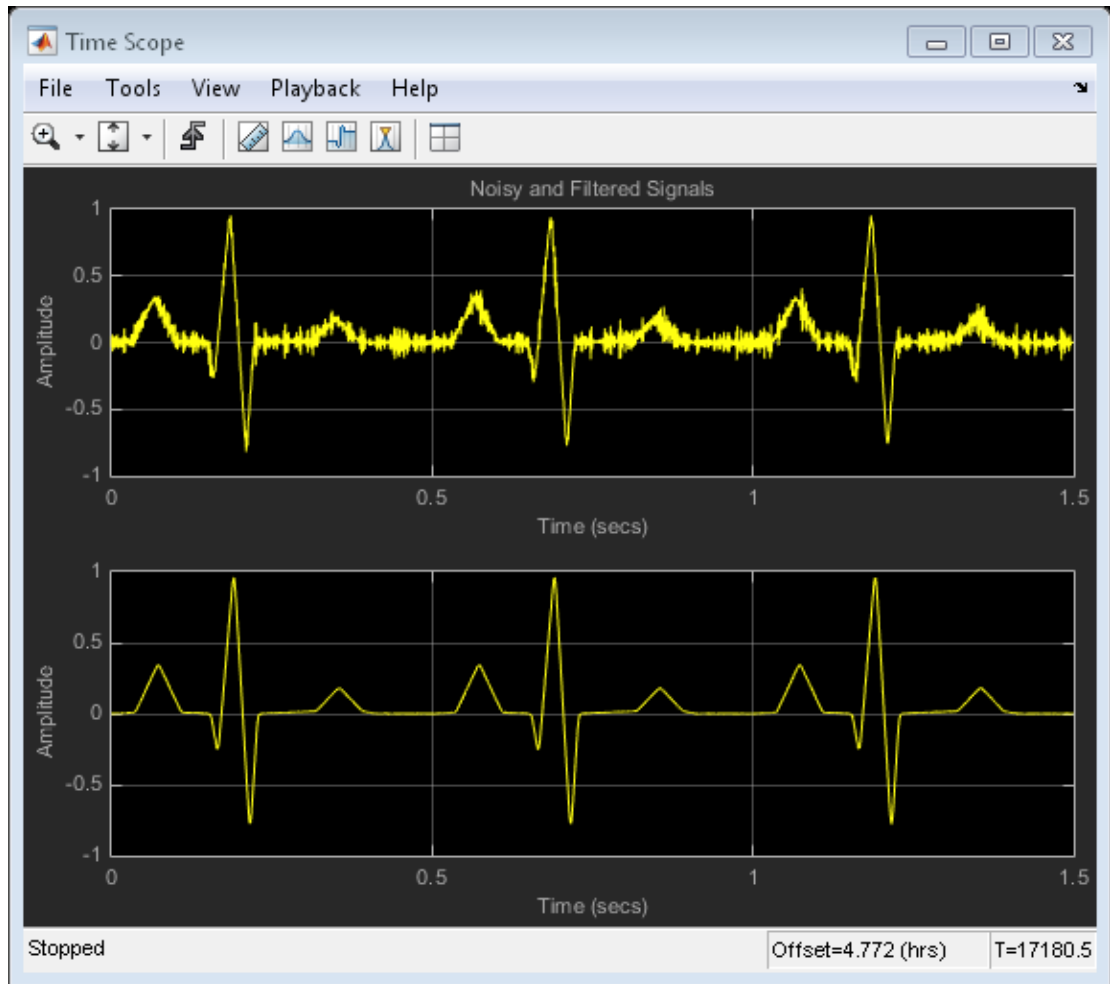 Time Scope
File Tools View Playback Help
Noisy and Filtered Signals
1
0.5
0
-0.5
-1
Amplitude
0 0.5 1 1.5
Time (secs)
1
0.5
0
-0.5
-1
Amplitude
0 0.5 1 1.5
Time (secs)
Stopped Offset=4.772 (hrs) T=17180.5